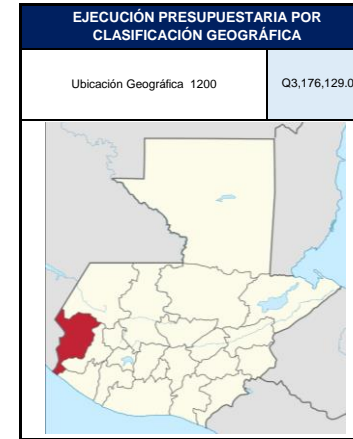 EJECUCIÓN PRESUPUESTARIA POR
CLASIFICACIÓN GEOGRÁFICA
Ubicación Geográfica 1200
Q3,176,129.0